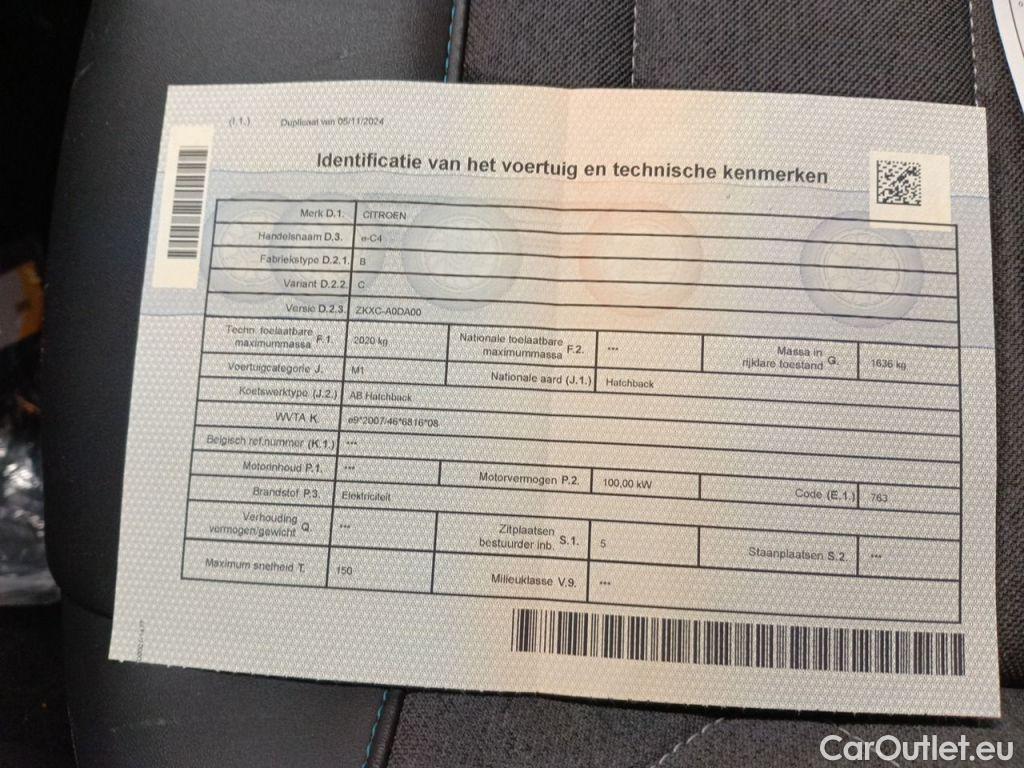 (I.1.) Duplicaat van 05/11/2024
Identificatie van het voertuig en technische kenmerken
Merk D.1. CITROEN
Handelsnaam D.3. e-C4
Fabriekstype D.2.1. B
Variant D.2.2. C
Versie D.2.3. ZKXC-A0DA00
Techn. toelaatbare maximummassa F.1. 2020 kg Nationale toelaatbare maximummassa F.2. --- Massa in rijklare toestand G. 1636 kg
Voertuigcategorie J. M1 Nationale aard (J.1.) Hatchback
Koetswerktype (J.2.) AB Hatchback
WVTA K. e9*2007/46*6816*08
Belgisch ref.nummer (K.1.) ---
Motorinhoud P.1. --- Motorvermogen P.2. 100,00 kW Code (E.1.) 763
Brandstof P.3. Elektriciteit
Verhouding vermogen/gewicht Q. --- Zitplaatsen bestuurder inb. S.1. 5 Staanplaatsen S.2. ---
Maximum snelheid T. 150 Milieuklasse V.9. ---
CarOutlet.eu